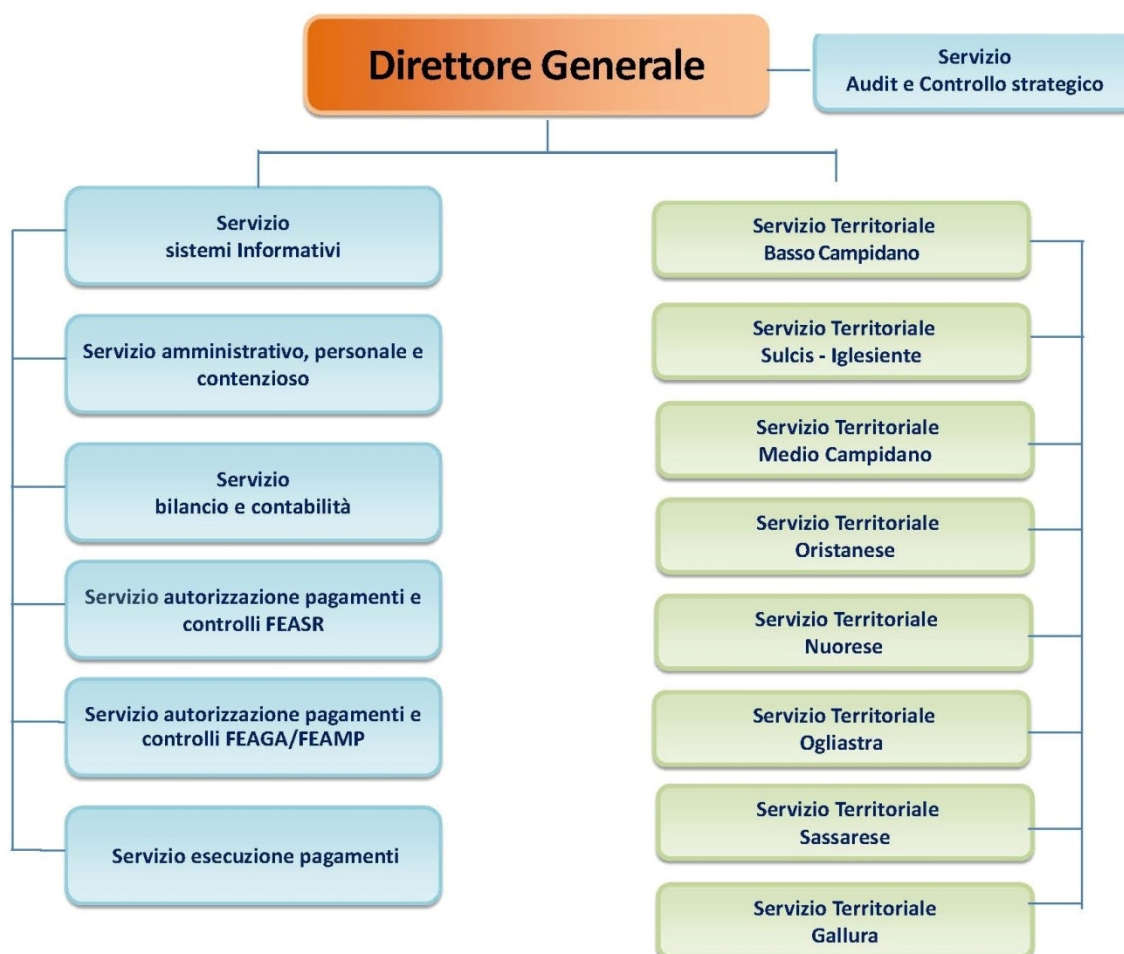 Direttore Generale
Servizio
Audit e Controllo strategico
Servizio
sistemi Informativi
Servizio amministrativo, personale e
contenzioso
Servizio
bilancio e contabilità
Servizio autorizzazione pagamenti e
controlli FEASR
Servizio autorizzazione pagamenti e
controlli FEAGA/FEAMP
Servizio esecuzione pagamenti
Servizio Territoriale
Basso Campidano
Servizio Territoriale
Sulcis - Iglesiente
Servizio Territoriale
Medio Campidano
Servizio Territoriale
Oristanese
Servizio Territoriale
Nuorese
Servizio Territoriale
Ogliastra
Servizio Territoriale
Sassarese
Servizio Territoriale
Gallura